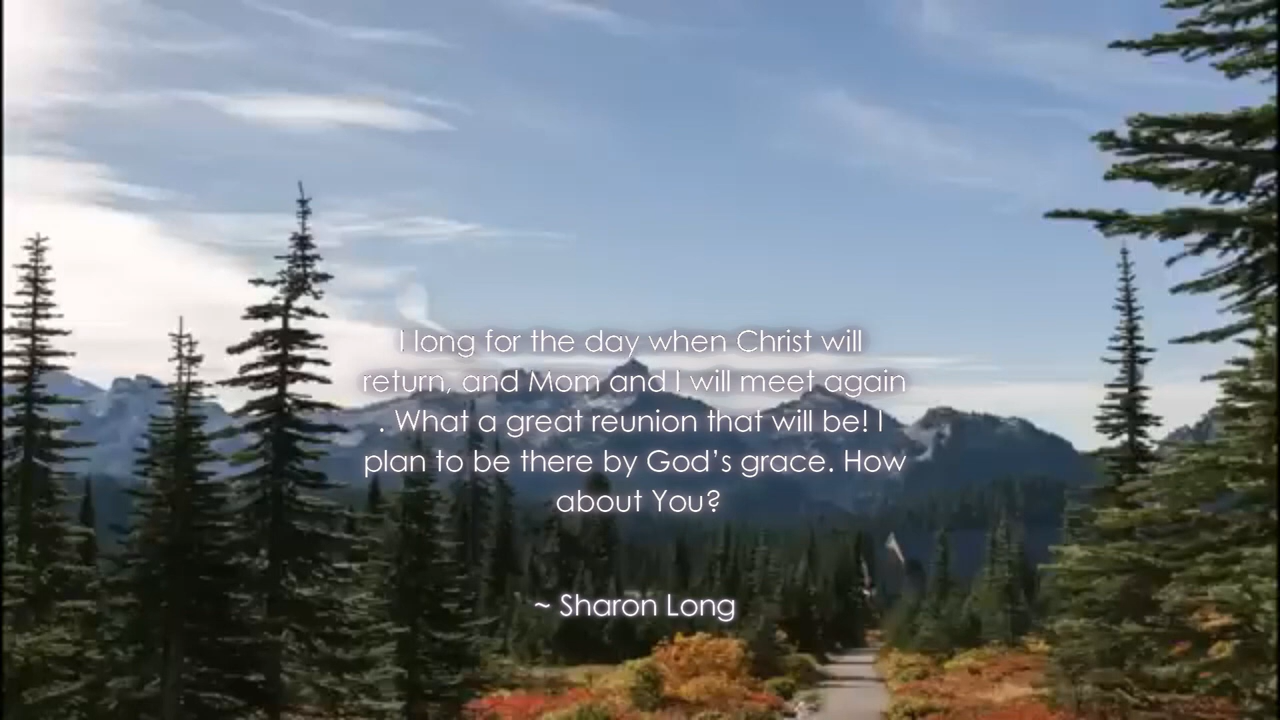 I long for the day when Christ will
return, and Mom and I will meet again
. What a great reunion that will be! I
plan to be there by God’s grace. How
about You?
~ Sharon Long